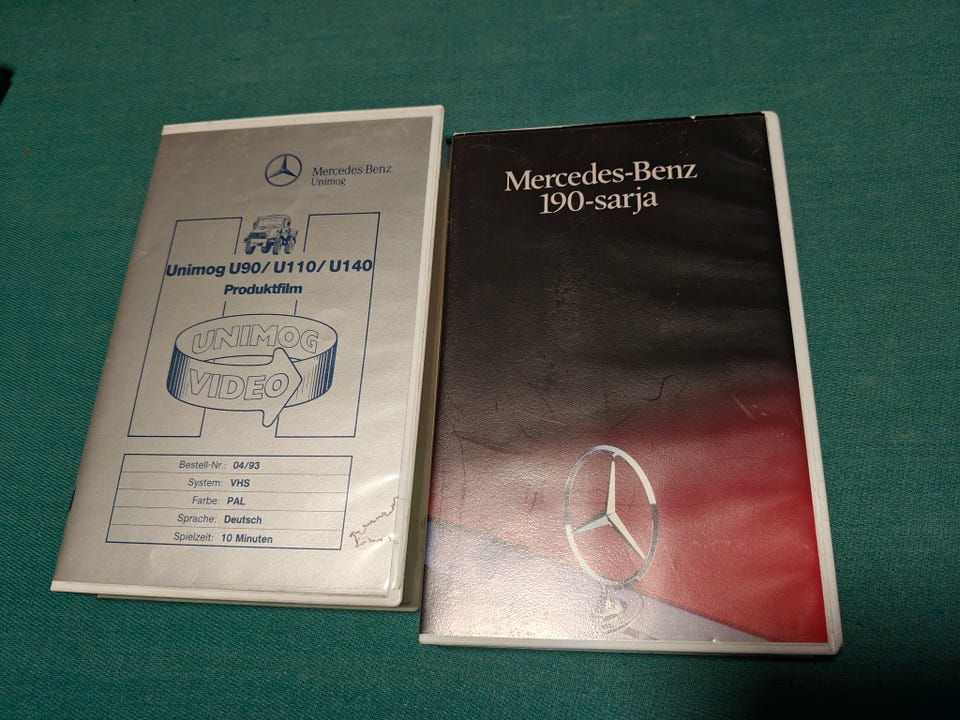 Mercedes-Benz
Unimog
Unimog U90/ U110/ U140
Produktfilm
UNIMOG
VIDEO
Bestell-Nr.: 04/93
System: VHS
Farbe: PAL
Sprache: Deutsch
Spielzeit: 10 Minuten
Mercedes-Benz
190-sarja